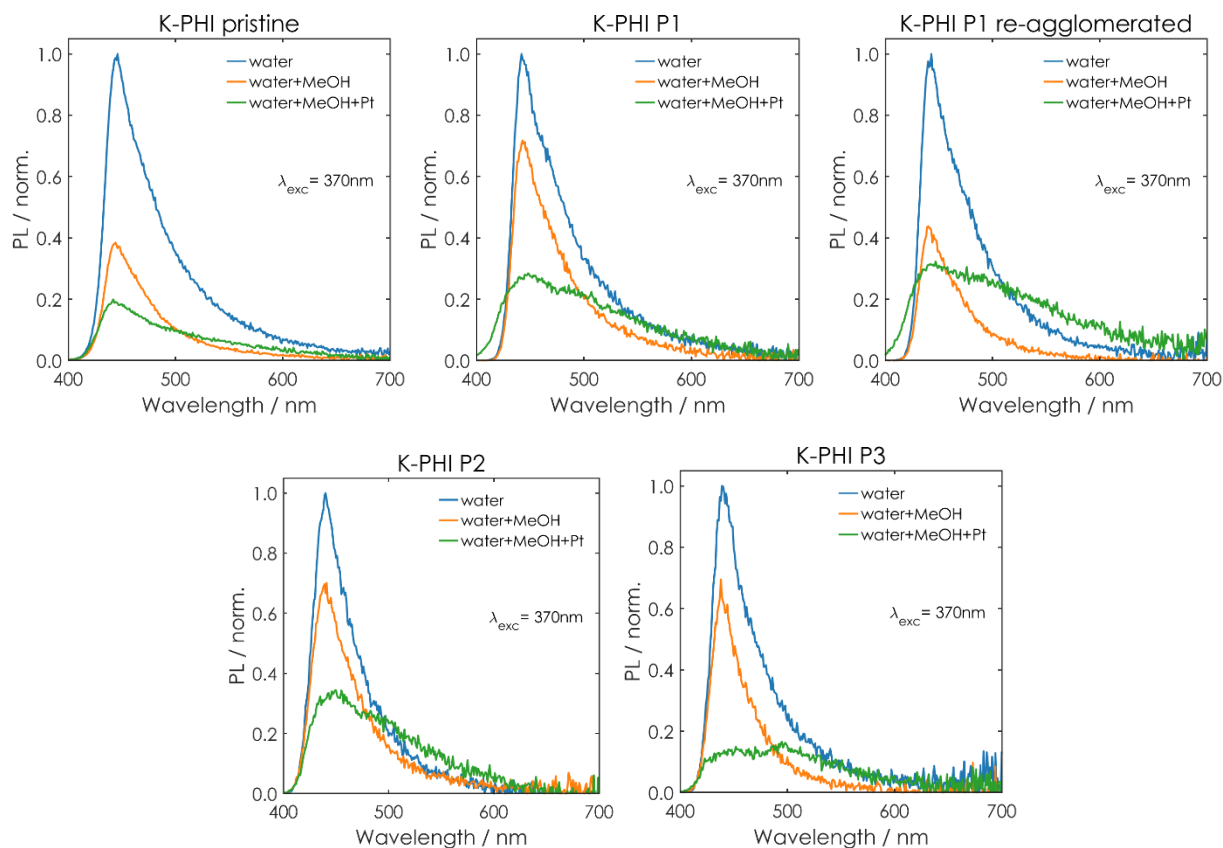 K-PHI pristine
1.0
0.8
0.6
0.4
0.2
0.0
PL / norm.
water
water+MeOH
water+MeOH+Pt
λexc= 370nm
400
500
600
700
Wavelength / nm
K-PHI P1
1.0
0.8
0.6
0.4
0.2
0.0
PL / norm.
water
water+MeOH
water+MeOH+Pt
λexc= 370nm
400
500
600
700
Wavelength / nm
K-PHI P1 re-agglomerated
1.0
0.8
0.6
0.4
0.2
0.0
PL / norm.
water
water+MeOH
water+MeOH+Pt
λexc= 370nm
400
500
600
700
Wavelength / nm
K-PHI P2
1.0
0.8
0.6
0.4
0.2
0.0
PL / norm.
water
water+MeOH
water+MeOH+Pt
λexc= 370nm
400
500
600
700
Wavelength / nm
K-PHI P3
1.0
0.8
0.6
0.4
0.2
0.0
PL / norm.
water
water+MeOH
water+MeOH+Pt
λexc= 370nm
400
500
600
700
Wavelength / nm